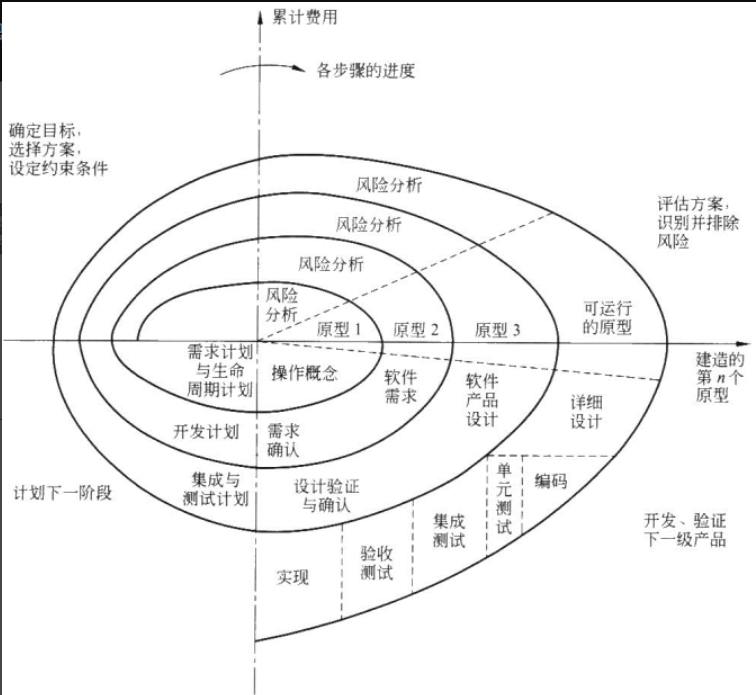 累计费用
各步骤的进度
确定目标,
选择方案,
设定约束条件
风险分析
评估方案,
识别并排除
风险
风险分析
风险分析
风险
分析
原型 1
原型 2
原型 3
可运行
的原型
建造的
第 n 个
原型
需求计划
与生命
周期计划
操作概念
软件
需求
软件
产品
设计
详细
设计
开发计划
需求
确认
集成与
测试计划
设计验证
与确认
单元测试
编码
计划下一阶段
集成
测试
开发、验证
下一级产品
验收
测试
实现